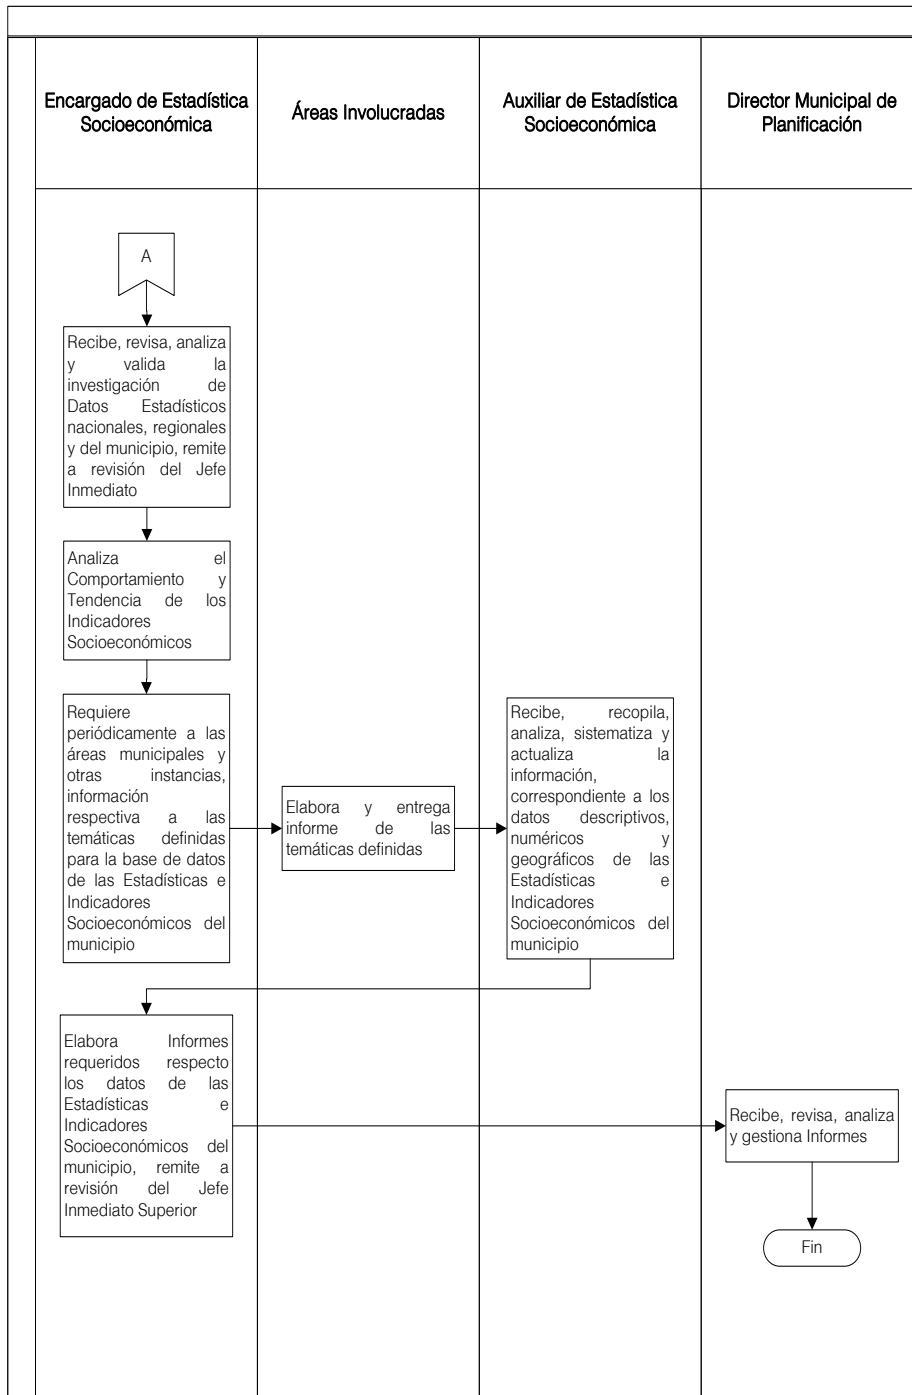 Encargado de Estadística
Socioeconómica
Áreas Involucradas
Auxiliar de Estadística
Socioeconómica
Director Municipal de
Planificación
A
Recibe, revisa, analiza
y valida la
investigación de
Datos Estadísticos
nacionales, regionales
y del municipio, remite
a revisión del Jefe
Inmediato
Analiza el
Comportamiento y
Tendencia de los
Indicadores
Socioeconómicos
Requiere
periódicamente a las
áreas municipales y
otras instancias,
información
respectiva a las
temáticas definidas
para la base de datos
de las Estadísticas e
Indicadores
Socioeconómicos del
municipio
Elabora y entrega
informe de las
temáticas definidas
Recibe, recopila,
analiza, sistematiza y
actualiza la
información,
correspondiente a los
datos descriptivos,
numéricos y
geográficos de las
Estadísticas e
Indicadores
Socioeconómicos del
municipio
Elabora Informes
requeridos respecto
los datos de las
Estadísticas e
Indicadores
Socioeconómicos del
municipio, remite a
revisión del Jefe
Inmediato Superior
Recibe, revisa, analiza
y gestiona Informes
Fin